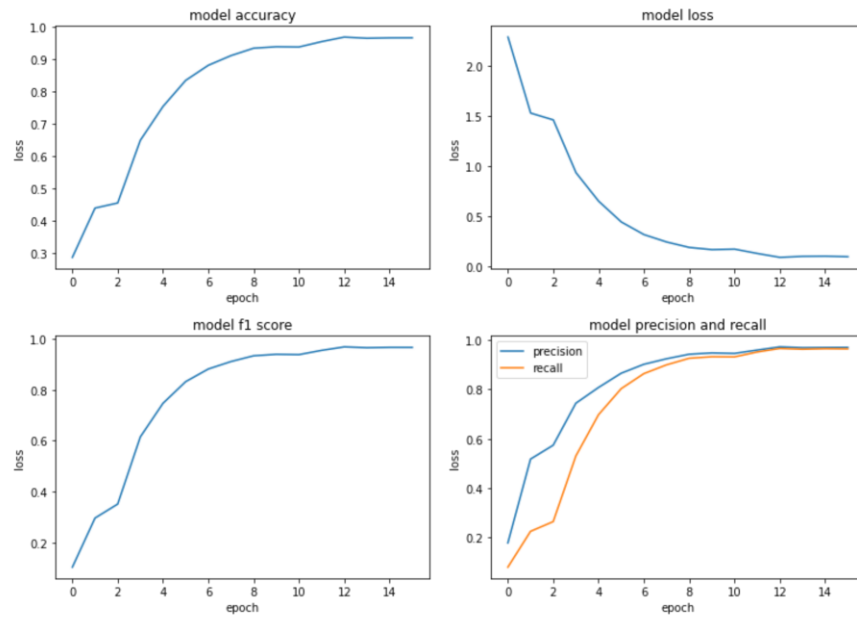 model accuracy
1.0
0.9
0.8
0.7
0.6
0.5
0.4
0.3
loss
0 2 4 6 8 10 12 14
epoch
model loss
2.0
1.5
1.0
0.5
0.0
loss
0 2 4 6 8 10 12 14
epoch
model f1 score
1.0
0.8
0.6
0.4
0.2
loss
0 2 4 6 8 10 12 14
epoch
model precision and recall
1.0
0.8
0.6
0.4
0.2
loss
precision
recall
0 2 4 6 8 10 12 14
epoch